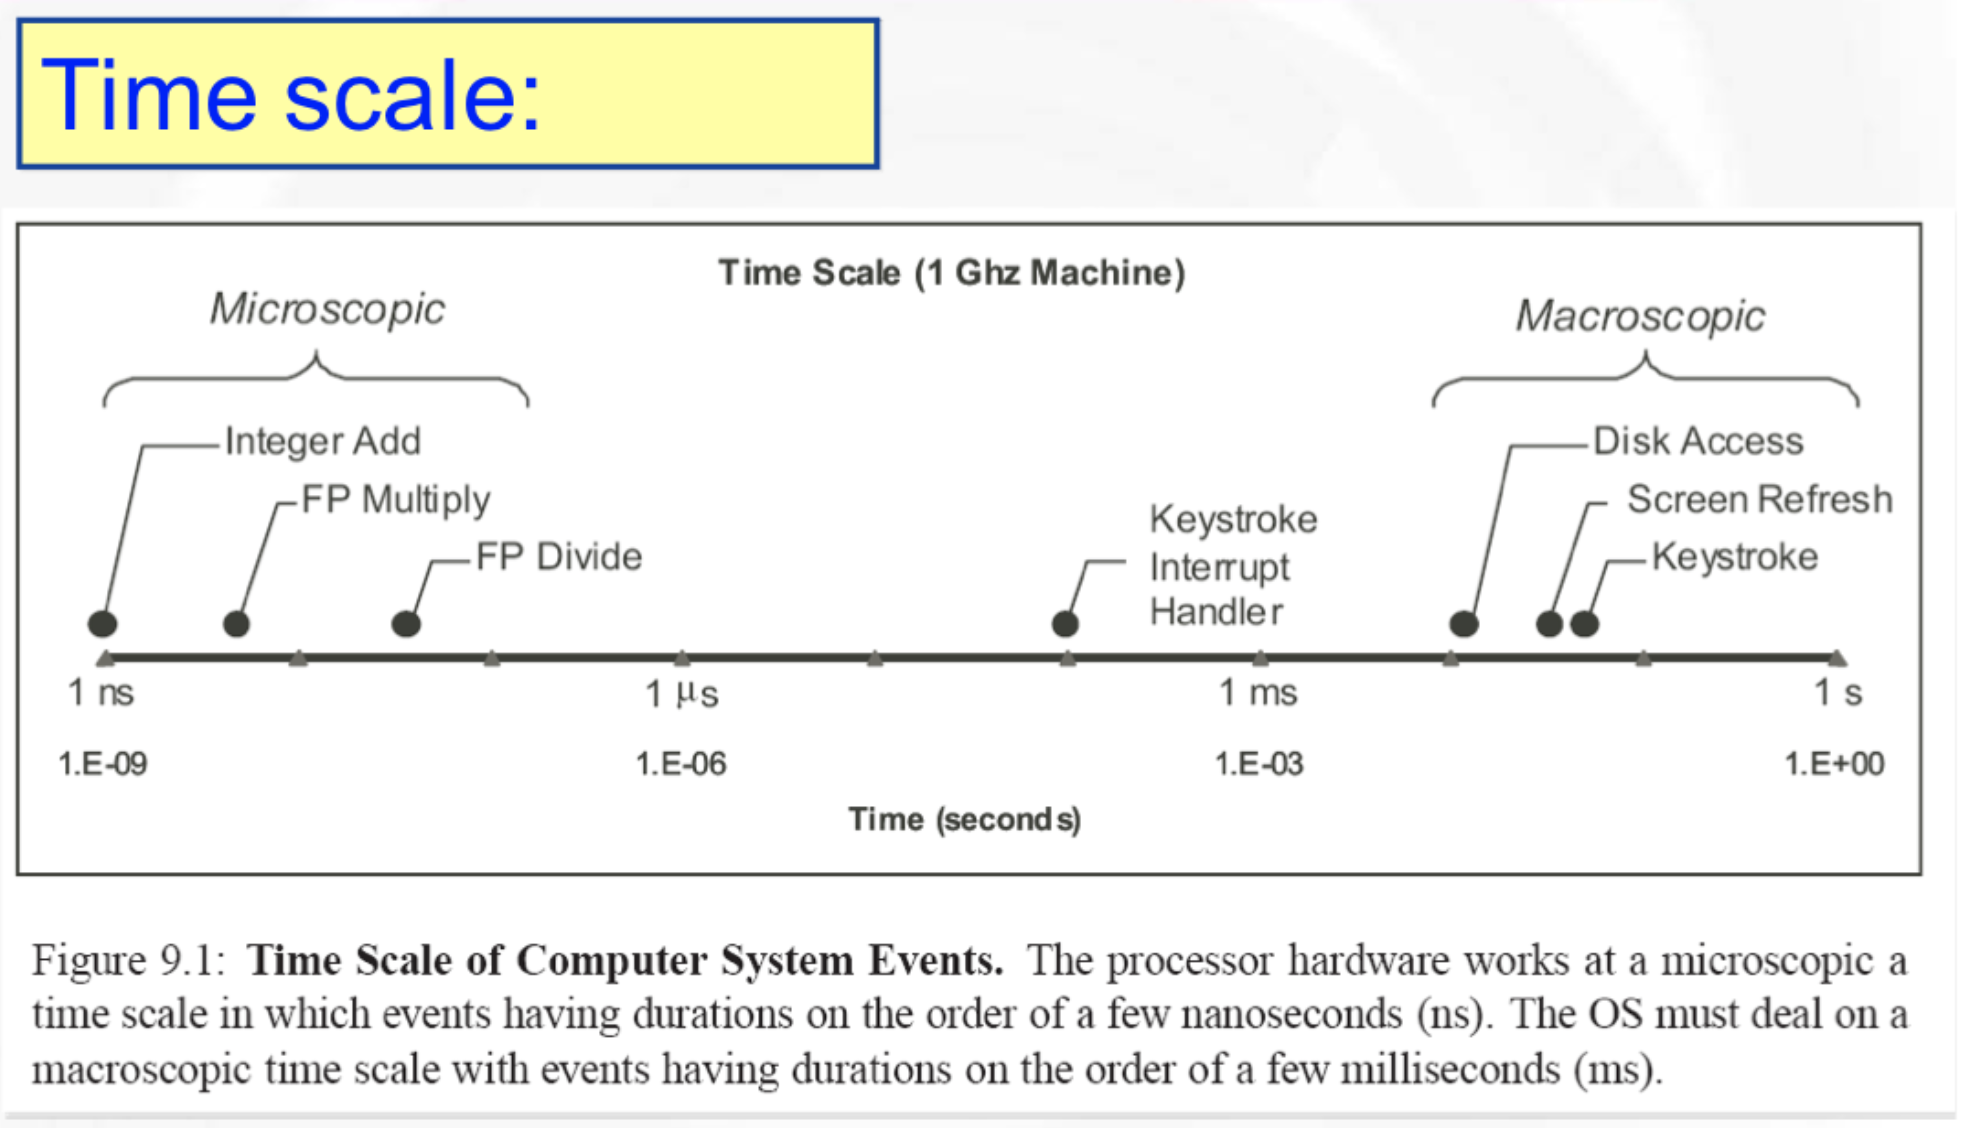 Time scale:
Time Scale (1 Ghz Machine)
Microscopic
Macroscopic
Integer Add
FP Multiply
FP Divide
Keystroke
Interrupt
Handler
Disk Access
Screen Refresh
Keystroke
1 ns
1 μs
1 ms
1 s
1.E-09
1.E-06
1.E-03
1.E+00
Time (seconds)
Figure 9.1: Time Scale of Computer System Events. The processor hardware works at a microscopic a
time scale in which events having durations on the order of a few nanoseconds (ns). The OS must deal on a
macroscopic time scale with events having durations on the order of a few milliseconds (ms).